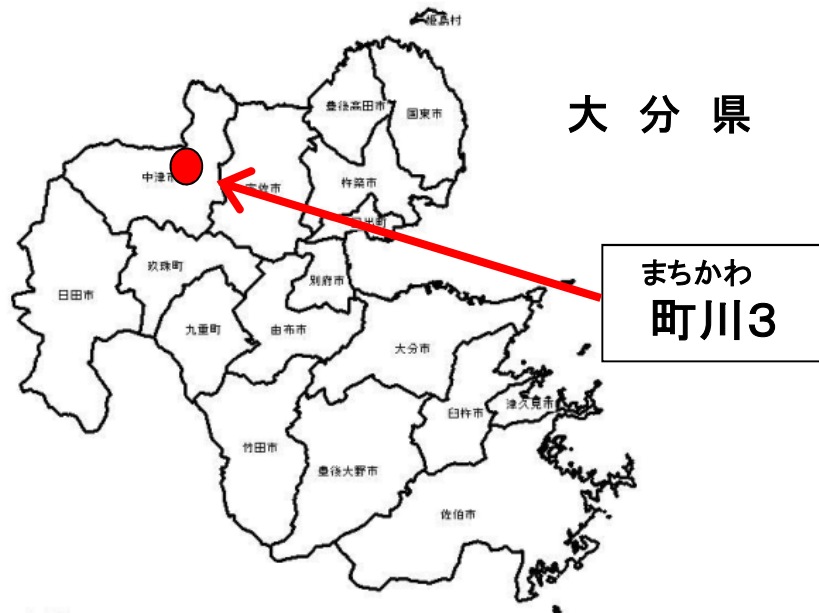 姫島村
豊後高田市
国東市
大分県
中津市
宇佐市
杵築市
日出町
まちかわ
町川3
玖珠町
別府市
日田市
九重町
由布市
大分市
臼杵市
津久見市
竹田市
豊後大野市
佐伯市